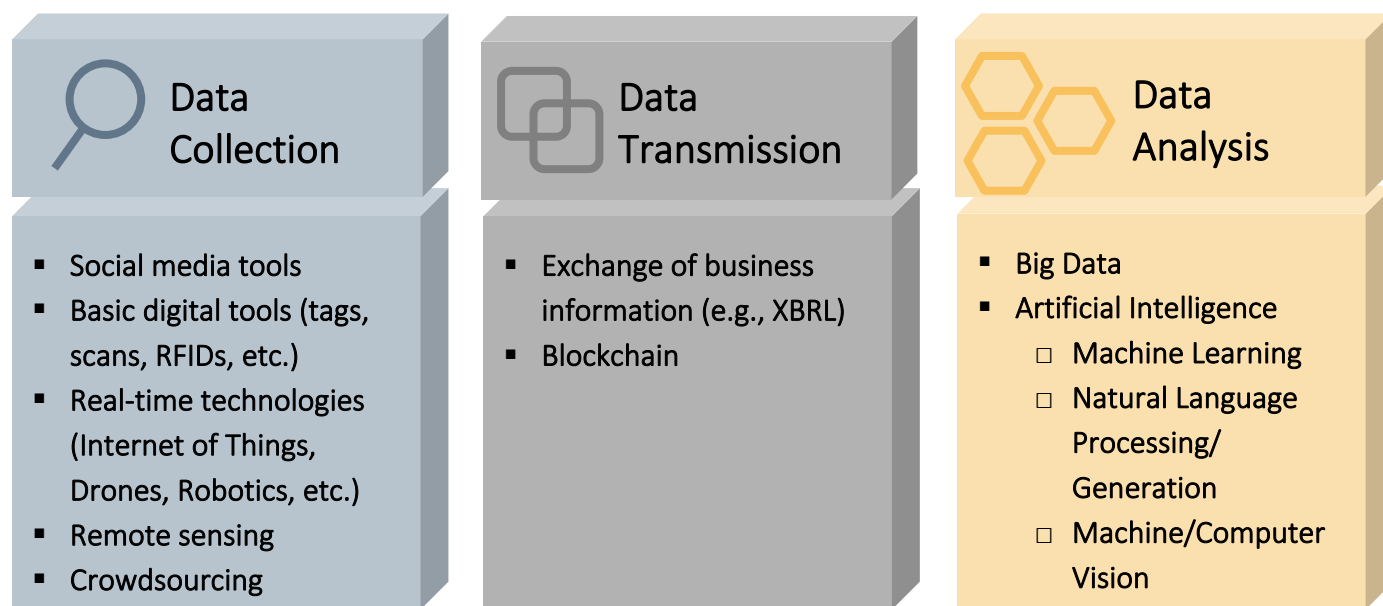 Data
Collection
▪ Social media tools
▪ Basic digital tools (tags,
scans, RFIDs, etc.)
▪ Real-time technologies
(Internet of Things,
Drones, Robotics, etc.)
▪ Remote sensing
▪ Crowdsourcing
Data
Transmission
▪ Exchange of business
information (e.g., XBRL)
▪ Blockchain
Data
Analysis
▪ Big Data
▪ Artificial Intelligence
□ Machine Learning
□ Natural Language
Processing/
Generation
□ Machine/Computer
Vision